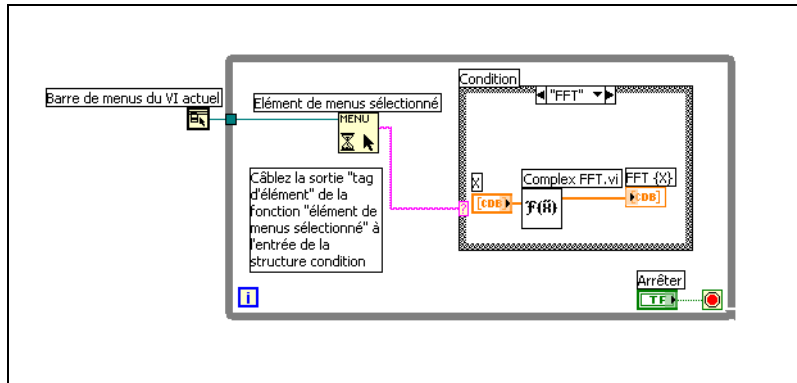 Condition
"FFT"
Barre de menus du VI actuel
Elément de menus sélectionné
MENU
Câblez la sortie "tag
d'élément" de la
fonction "élément de
menus sélectionné" à
l'entrée de la
structure condition
X
Complex FFT.vi
FFT {X}
[CDB]
F(x)
[CDB]
?
Arrêter
TF
i